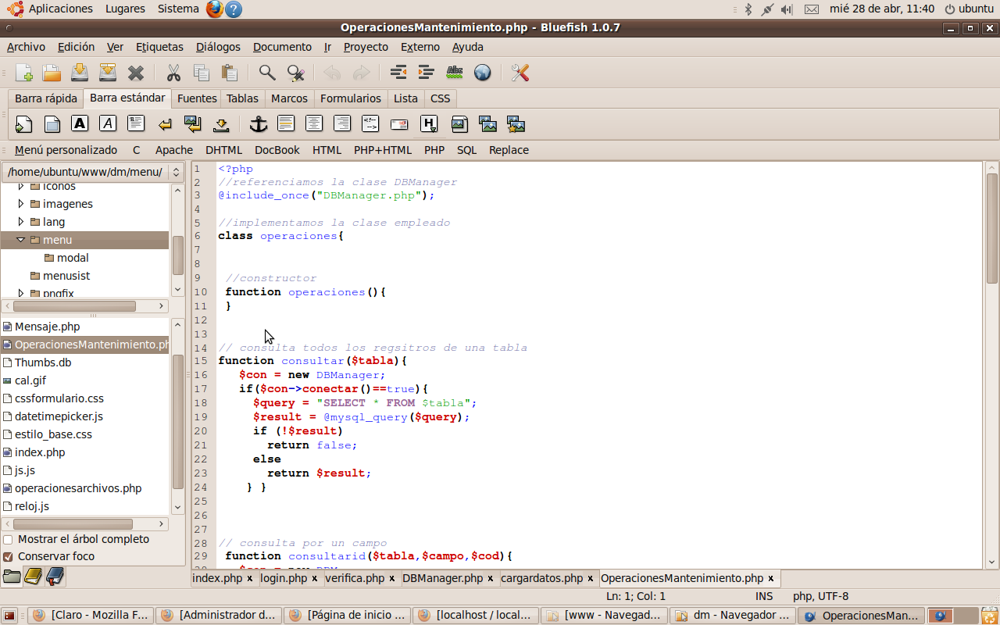 Aplicaciones Lugares Sistema mié 28 de abr, 11:40 ubuntu
OperacionesMantenimiento.php - Bluefish 1.0.7
Archivo Edición Ver Etiquetas Diálogos Documento Ir Proyecto Externo Ayuda
Barra rápida Barra estándar Fuentes Tablas Marcos Formularios Lista CSS
Menú personalizado C Apache DHTML DocBook HTML PHP+HTML PHP SQL Replace
/home/ubuntu/www/dm/menu/
iconos
imagenes
lang
menu
modal
menusist
pngfix
Mensaje.php
OperacionesMantenimiento.ph
Thumbs.db
cal.gif
cssformulario.css
datetimepicker.js
estilo_base.css
index.php
js.js
operacionesarchivos.php
reloj.js
Mostrar el árbol completo
Conservar foco
1 <?php
2 //referenciamos la clase DBManager
3 @include_once("DBManager.php");
4
5 //implementamos la clase empleado
6 class operaciones{
7
8
9 //constructor
10 function operaciones(){
11 }
12
13
14 // consulta todos los regsitros de una tabla
15 function consultar($tabla){
16 $con = new DBManager;
17 if($con->conectar()==true){
18 $query = "SELECT * FROM $tabla";
19 $result = @mysql_query($query);
20 if (!$result)
21 return false;
22 else
23 return $result;
24 } }
25
26
27
28 // consulta por un campo
29 function consultarid($tabla,$campo,$cod){
index.php login.php verifica.php DBManager.php cargardatos.php OperacionesMantenimiento.php
Ln: 1; Col: 1 INS php, UTF-8
[Claro - Mozilla F... [Administrador d... [Página de inicio ... [localhost / local... [www - Navegad... dm - Navegador ... OperacionesMan...